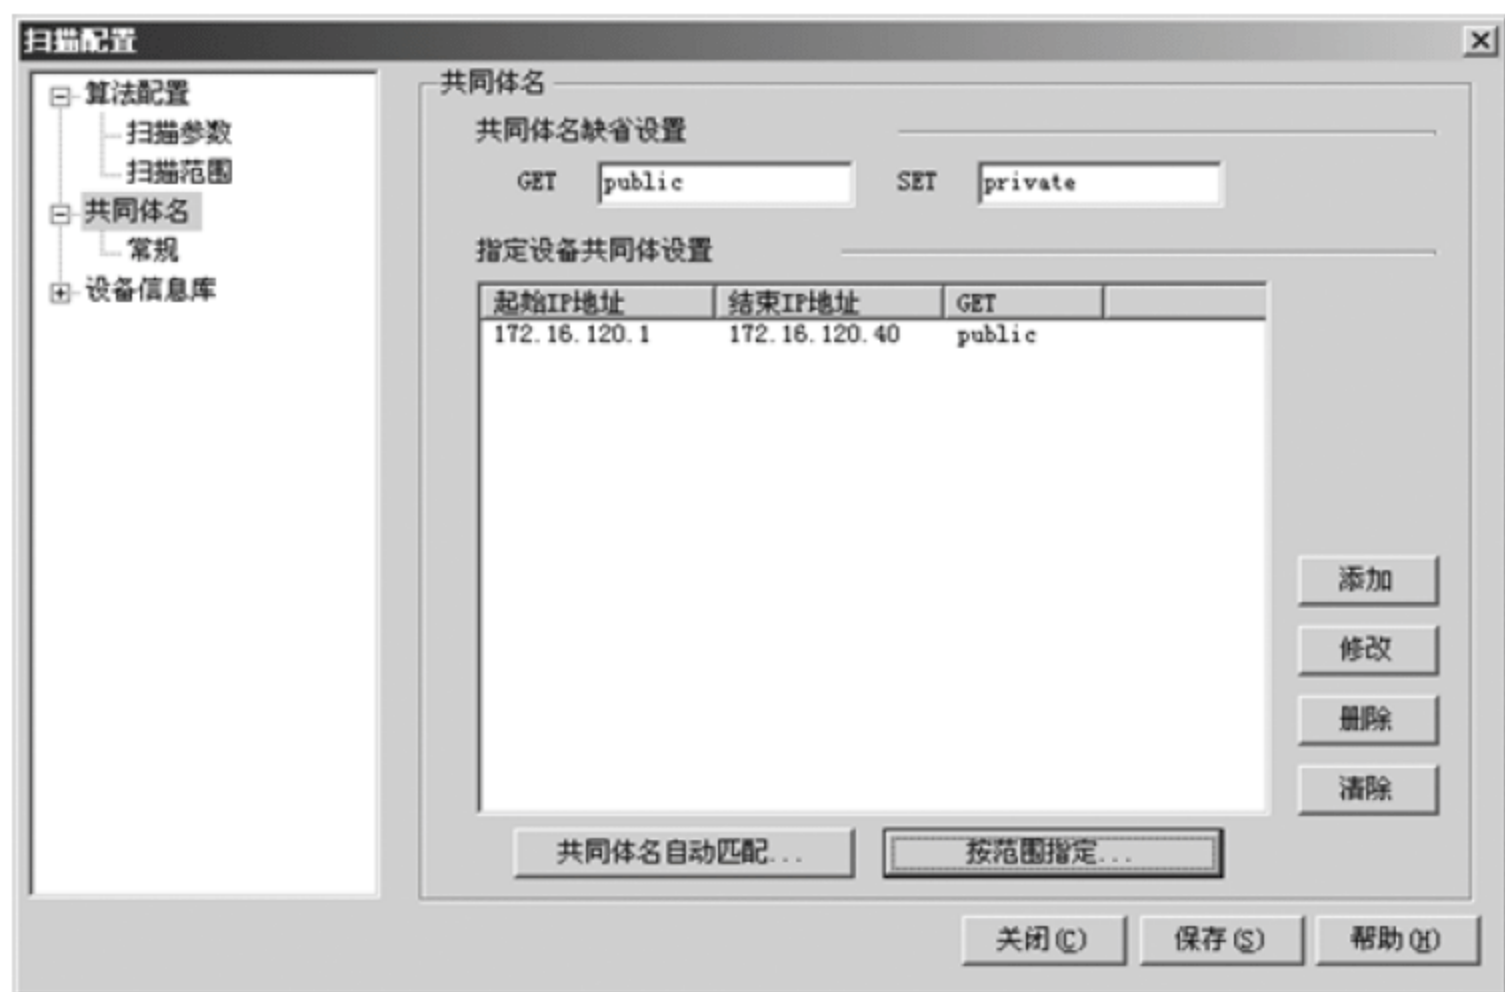 扫描配置
算法配置
扫描参数
扫描范围
共同体名
常规
设备信息库
共同体名
共同体名缺省设置
GET public SET private
指定设备共同体设置
起始IP地址 结束IP地址 GET
172.16.120.1 172.16.120.40 public
添加
修改
删除
清除
共同体名自动匹配... 按范围指定...
关闭(C) 保存(S) 帮助(H)